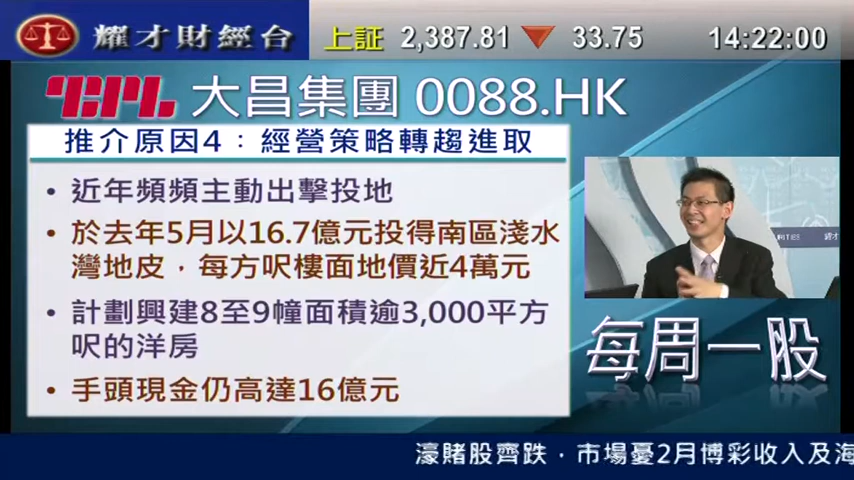 耀才財經台
上証 2,387.81 33.75 14:22:00
TCPL 大昌集團 0088.HK
推介原因4：經營策略轉趨進取
• 近年頻頻主動出擊投地
• 於去年5月以16.7億元投得南區淺水
灣地皮，每方呎樓面地價近4萬元
• 計劃興建8至9幢面積逾3,000平方
呎的洋房
• 手頭現金仍高達16億元
每周一股
濠賭股齊跌．市場憂2月博彩收入及海